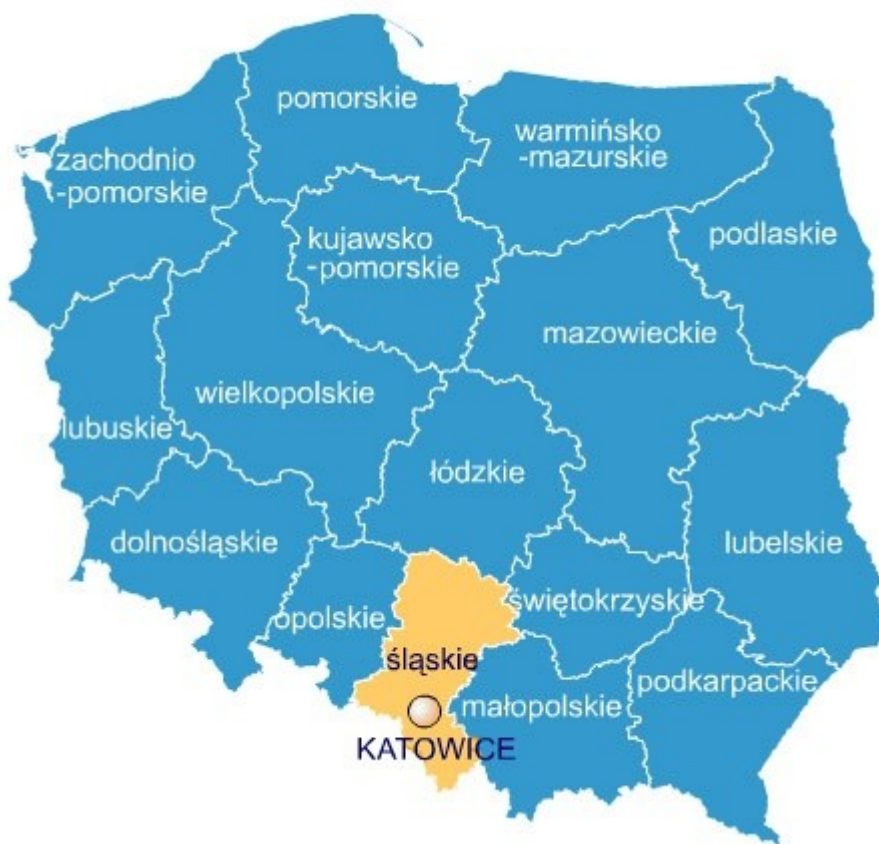 pomorskie
warmińsko
-mazurskie
zachodnio
-pomorskie
podlaskie
kujawsko
-pomorskie
mazowieckie
wielkopolskie
lubuskie
łódzkie
dolnośląskie
lubelskie
opolskie
świętokrzyskie
śląskie
podkarpackie
małopolskie
KATOWICE